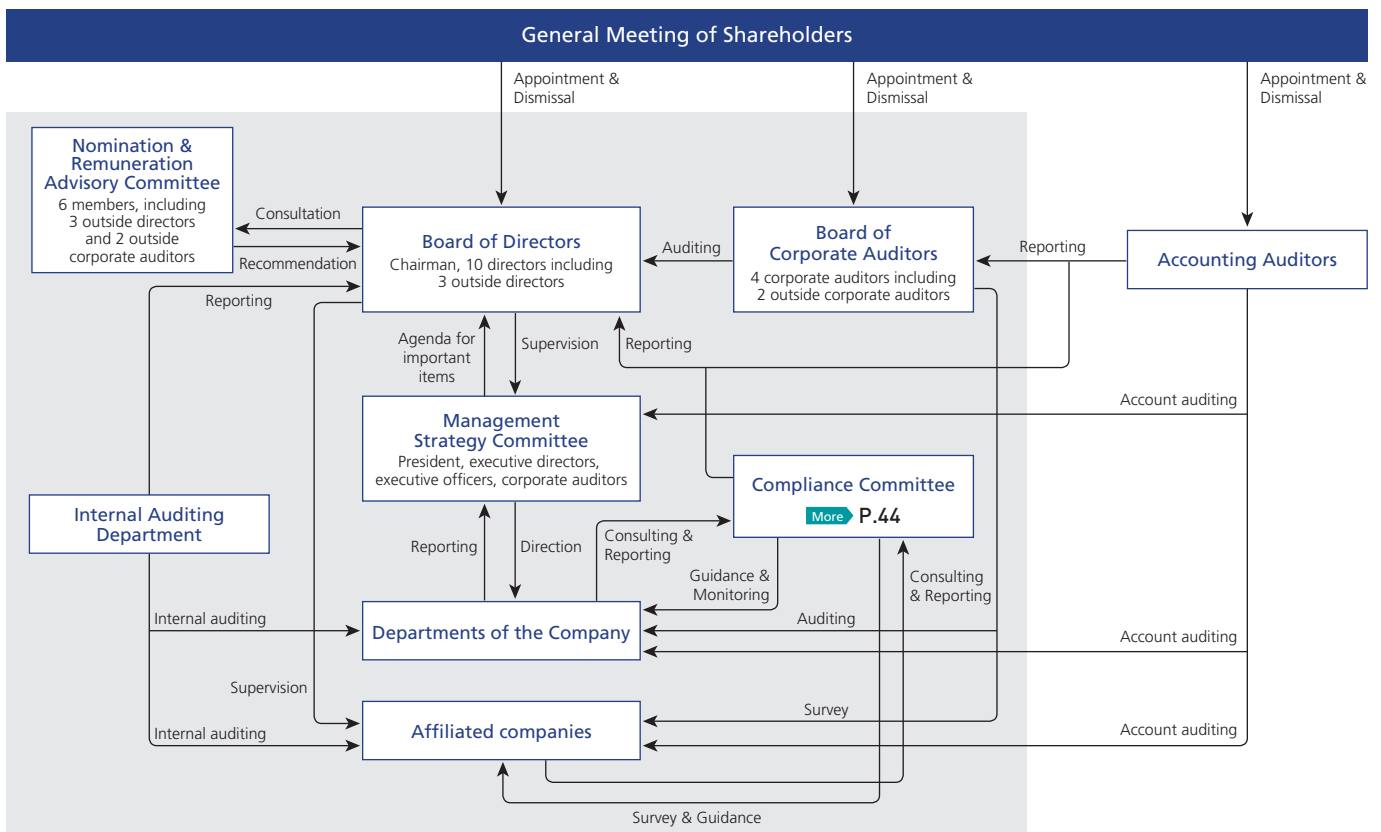 General Meeting of Shareholders
Appointment &
Dismissal
Appointment &
Dismissal
Appointment &
Dismissal
Nomination &
Remuneration
Advisory Committee
6 members, including
3 outside directors
and 2 outside
corporate auditors
Consultation
Recommendation
Reporting
Board of Directors
Chairman, 10 directors including
3 outside directors
Auditing
Board of
Corporate Auditors
4 corporate auditors including
2 outside corporate auditors
Reporting
Accounting Auditors
Agenda for
important
items
Supervision
Reporting
Account auditing
Management
Strategy Committee
President, executive directors,
executive officers, corporate auditors
Compliance Committee
More P.44
Internal Auditing
Department
Reporting
Direction
Consulting &
Reporting
Guidance &
Monitoring
Consulting
& Reporting
Internal auditing
Departments of the Company
Auditing
Account auditing
Supervision
Internal auditing
Affiliated companies
Survey
Account auditing
Survey & Guidance